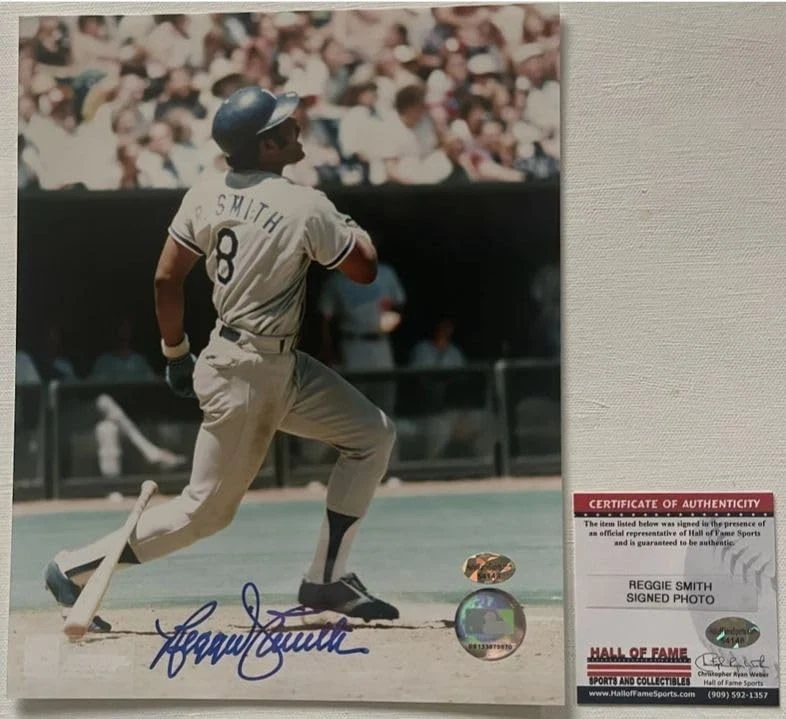 R. SMITH
8
Reggie Smith
CERTIFICATE OF AUTHENTICITY
The item listed below was signed in the presence of
an official representative of Hall of Fame Sports
and is guaranteed to be authentic.
REGGIE SMITH
SIGNED PHOTO
HALL OF FAME
SPORTS AND COLLECTIBLES
Christopher Ryan Weber
Hall of Fame Sports
www.HallofFameSports.com (909) 592-1357